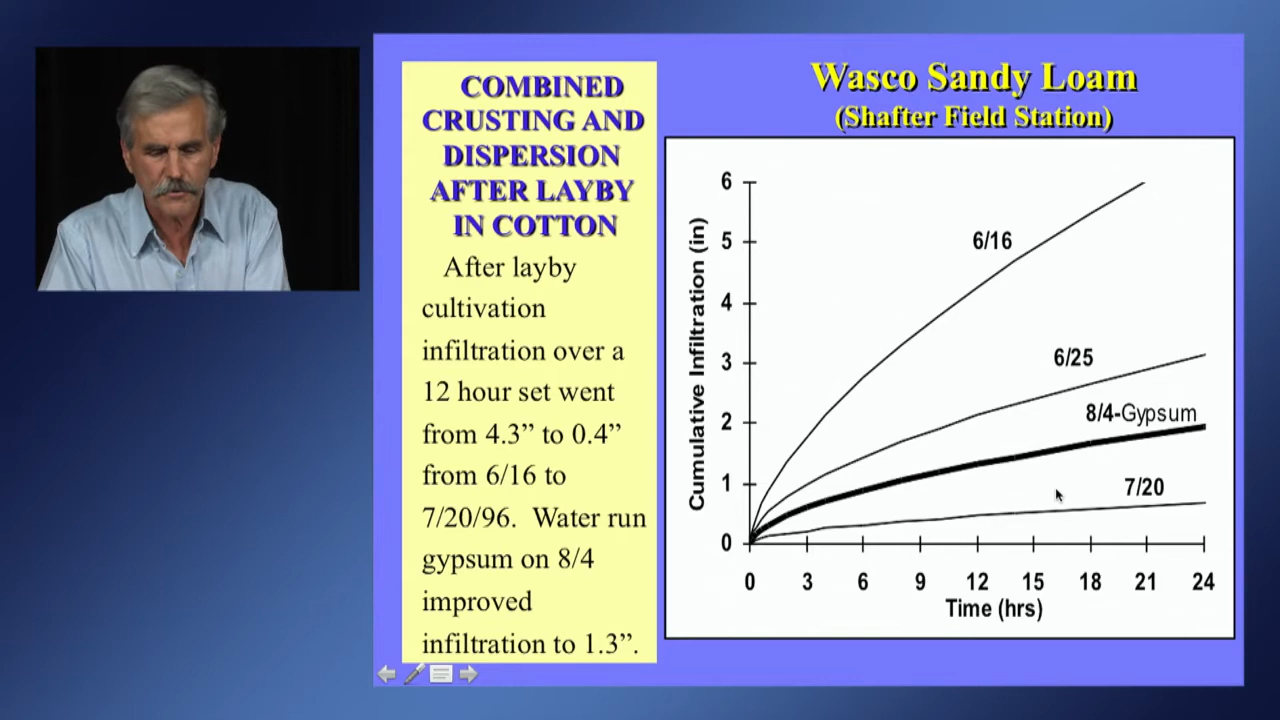 COMBINED
CRUSTING AND
DISPERSION
AFTER LAYBY
IN COTTON
After layby
cultivation
infiltration over a
12 hour set went
from 4.3” to 0.4”
from 6/16 to
7/20/96. Water run
gypsum on 8/4
improved
infiltration to 1.3”.
Wasco Sandy Loam
(Shafter Field Station)
Cumulative Infiltration (in)
6
5
4
3
2
1
0
6/16
6/25
8/4-Gypsum
7/20
0 3 6 9 12 15 18 21 24
Time (hrs)